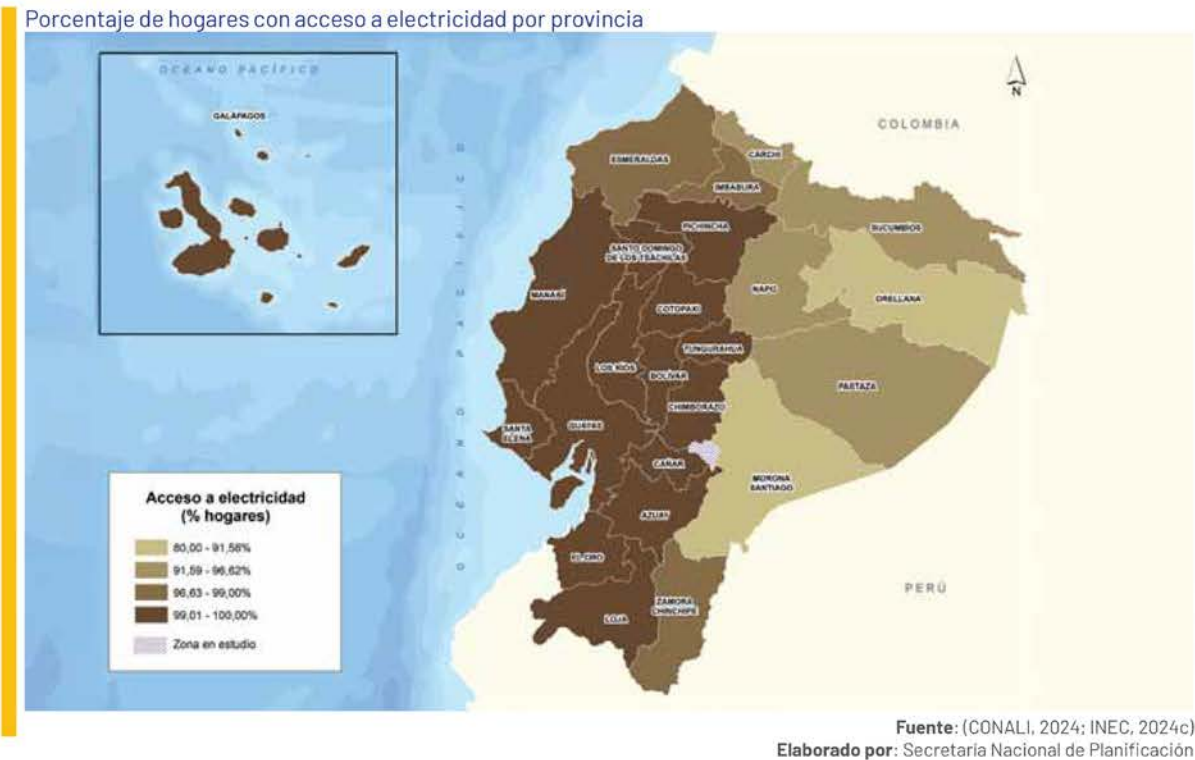 Porcentaje de hogares con acceso a electricidad por provincia
OCÉANO PACÍFICO
GALÁPAGOS
N
COLOMBIA
ESMERALDAS
CARCHI
IMBABURA
PICHINCHA
SUCUMBÍOS
SANTO DOMINGO
DE LOS TSÁCHILAS
MANABÍ
NAPO
ORELLANA
COTOPAXI
TUNGURAHUA
LOS RÍOS
BOLÍVAR
PASTAZA
CHIMBORAZO
SANTA
ELENA
GUAYAS
CAÑAR
MORONA
SANTIAGO
AZUAY
EL ORO
PERÚ
ZAMORA
CHINCHIPE
LOJA
Acceso a electricidad
(% hogares)
80,00 - 91,58%
91,59 - 96,62%
96,63 - 99,00%
99,01 - 100,00%
Zona en estudio
Fuente: (CONALI, 2024; INEC, 2024c)
Elaborado por: Secretaría Nacional de Planificación